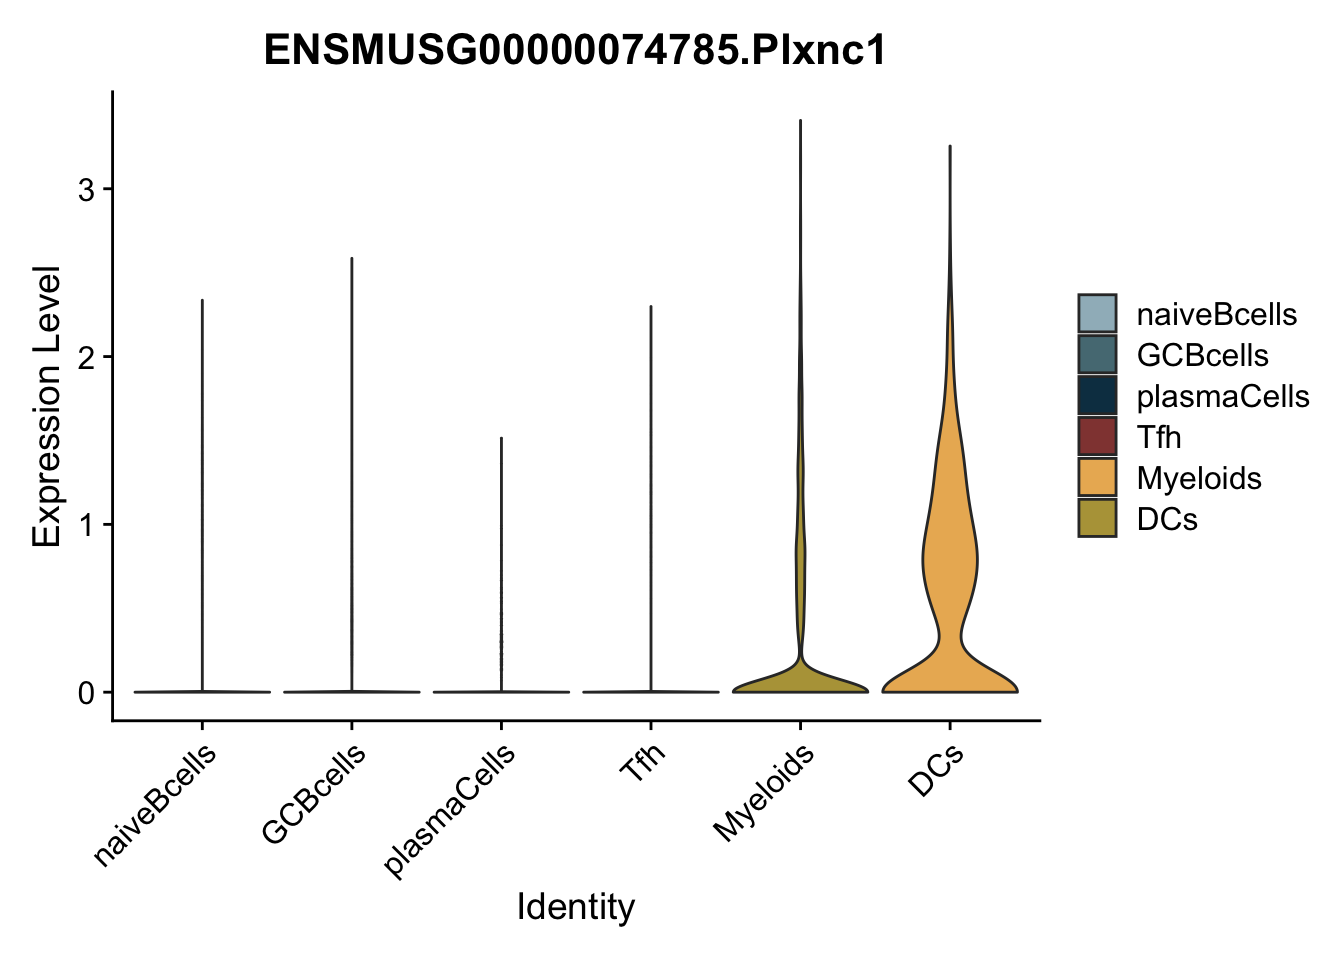 ENSMUSG00000074785.Plxnc1
Expression Level
3
2
1
0
naiveBcells
GCBcells
plasmaCells
Tfh
Myeloids
DCs
Identity
naiveBcells
GCBcells
plasmaCells
Tfh
Myeloids
DCs